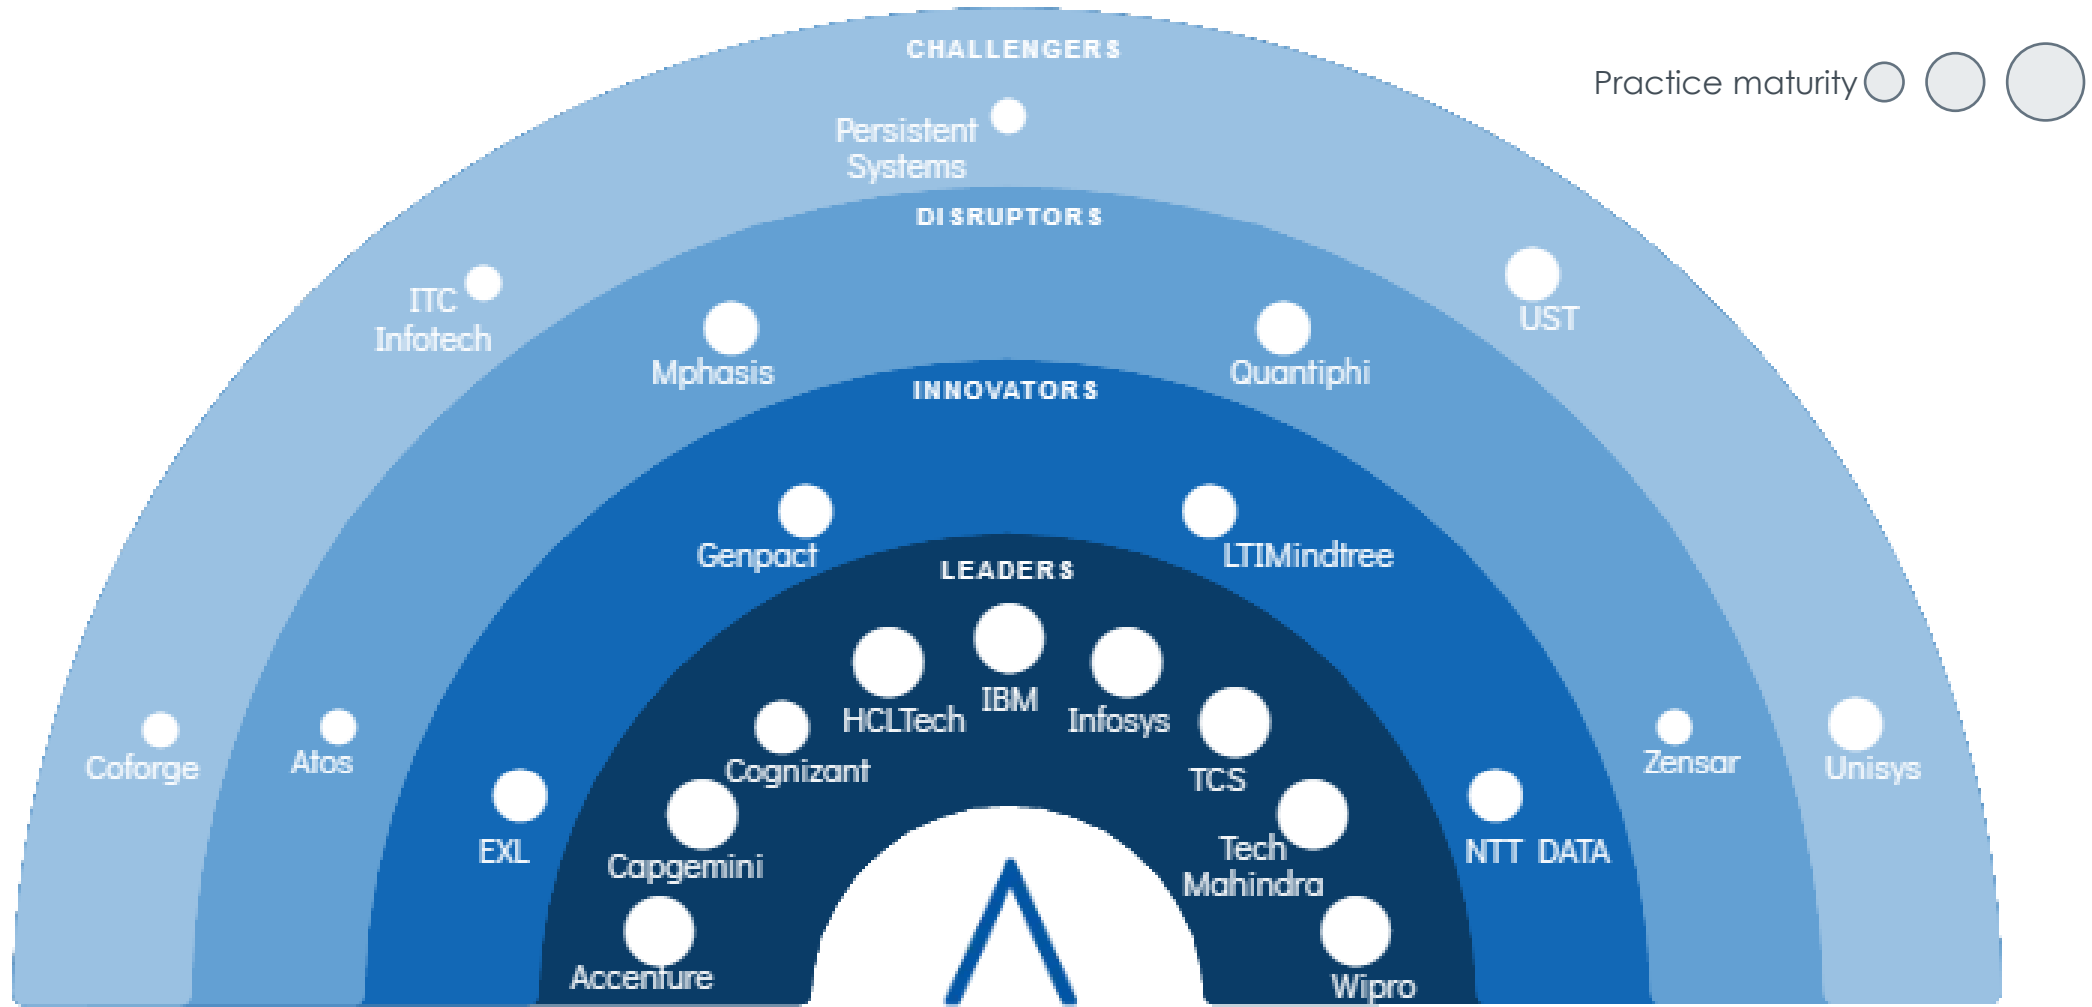 CHALLENGERS
Practice maturity
Persistent
Systems
DISRUPTORS
ITC
Infotech
UST
Mphasis
Quantiphi
INNOVATORS
Genpact
LTIMindtree
LEADERS
HCLTech
IBM
Infosys
Cognizant
TCS
Coforge
Atos
Zensar
Unisys
EXL
Capgemini
Tech
Mahindra
NTT DATA
Accenture
Wipro